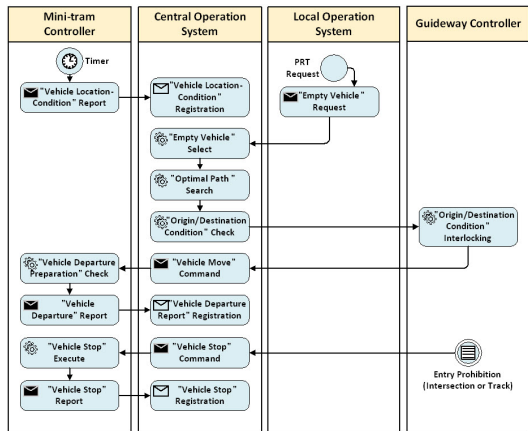 Mini-tram
Controller
Central Operation
System
Local Operation
System
Guideway Controller
Timer
PRT
Request
"Vehicle Location-
Condition" Report
"Vehicle Location-
Condition"
Registration
"Empty Vehicle"
Request
"Empty Vehicle"
Select
"Optimal Path"
Search
"Origin/Destination
Condition" Check
"Origin/Destination
Condition"
Interlocking
"Vehicle Departure
Preparation" Check
"Vehicle Move"
Command
"Vehicle
Departure" Report
"Vehicle Departure
Report" Registration
"Vehicle Stop"
Execute
"Vehicle Stop"
Command
Entry Prohibition
(Intersection or Track)
"Vehicle Stop"
Report
"Vehicle Stop"
Registration